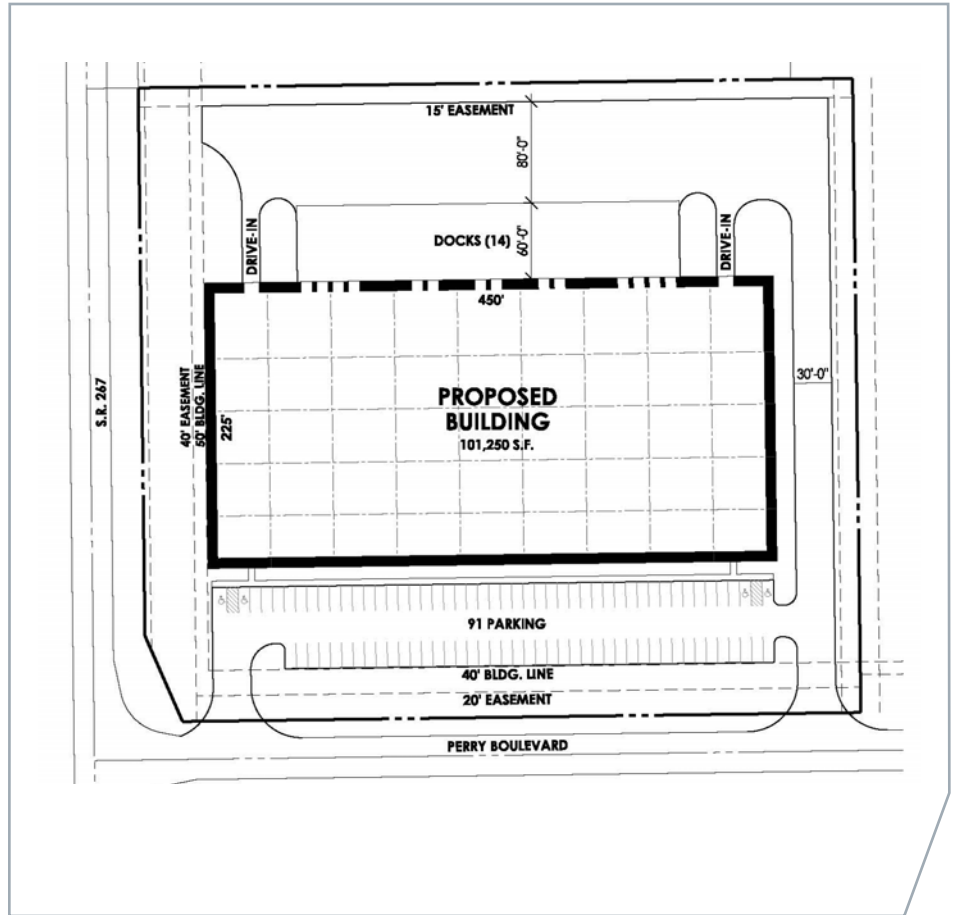 15' EASEMENT
80'-0"
DRIVE-IN
DOCKS (14)
60'-0"
DRIVE-IN
450'
S.R. 267
40' EASEMENT
50' BLDG. LINE
225'
PROPOSED
BUILDING
101,250 S.F.
30'-0"
91 PARKING
40' BLDG. LINE
20' EASEMENT
PERRY BOULEVARD